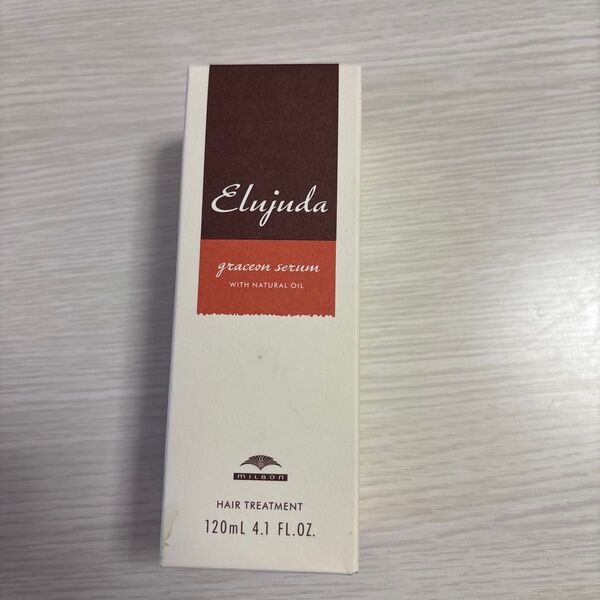 Elujuda
graceon serum
WITH NATURAL OIL
milbon
HAIR TREATMENT
120mL 4.1 FL.OZ.